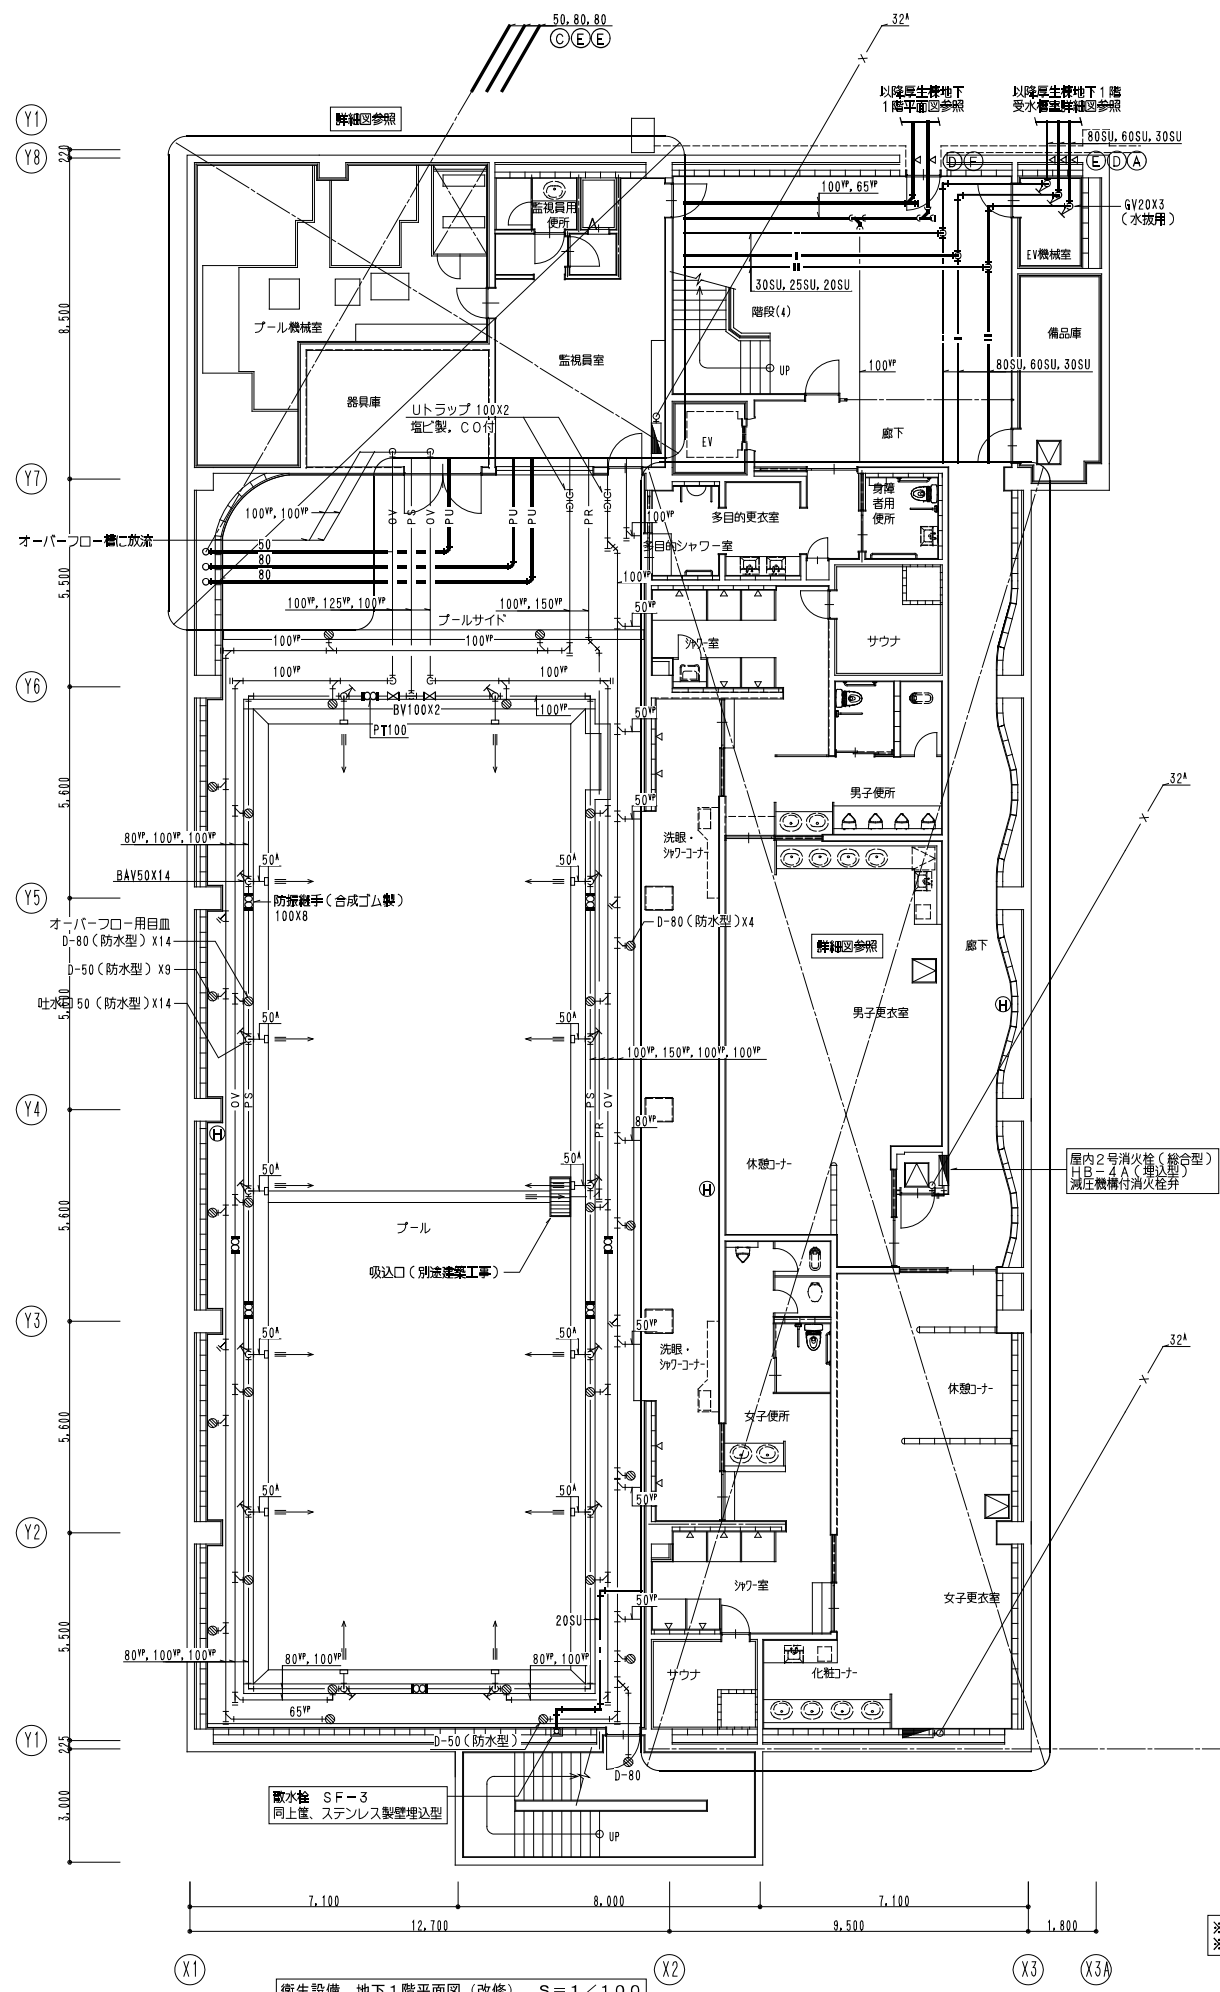 50,80,80
Ⓒ Ⓔ Ⓔ
32A
以降厚生棟地下
1階平面図参照
以降厚生棟地下1階
受水槽室詳細図参照
Y1
詳細図参照
80SU,60SU,30SU
Y8
220
Ⓓ Ⓕ
Ⓔ Ⓓ Ⓐ
100VP,65VP
GV20X3
(水抜用)
監視員用
便所
EV機械室
30SU,25SU,20SU
8,500
プール機械室
階段(4)
備品庫
監視員室
UP
100VP
80SU,60SU,30SU
器具庫
Uトラップ 100X2
塩ビ製,CO付
EV
廊下
Y7
身障
者用
便所
100VP,100VP
OV
PS
OV
PU
PU
PU
PR
100VP
多目的更衣室
オーバーフロー槽に放流
50
80
80
多目的シャワー室
5,500
100VP
100VP,125VP,100VP
100VP,150VP
50VP
プールサイド
100VP
100VP
シャワー室
サウナ
Y6
100VP
100VP
BV100X2
100VP
PT100
50VP
5,600
50VP
男子便所
32A
洗眼・
シャワーコーナー
80VP,100VP,100VP
50A
50A
BAV50X14
Y5
防振継手(合成ゴム製)
100X8
オーバーフロー用目皿
D-80(防水型)X14
D-80(防水型)X4
詳細図参照
廊下
D-50(防水型)X9
吐水口50(防水型)X14
5,600
50A
50A
男子更衣室
Ⓗ
100VP,150VP,100VP,100VP
Y4
OV
PS
PS
PR
OV
80VP
Ⓗ
50A
50A
休憩コーナー
屋内2号消火栓(総合型)
HB-4A(埋込型)
減圧機構付消火栓弁
Ⓗ
5,600
プール
吸込口(別途建築工事)
Y3
50A
50A
50VP
洗眼・
シャワーコーナー
32A
5,600
休憩コーナー
女子便所
50A
50A
50VP
Y2
シャワー室
20SU
50VP
女子更衣室
5,500
80VP,100VP,100VP
80VP,100VP
80VP,100VP
サウナ
化粧コーナー
65VP
Y1
225
D-50(防水型)
D-80
散水栓 SF-3
同上筐、ステンレス製壁埋込型
3,000
UP
7,100
8,000
7,100
12,700
9,500
1,800
※
※
X1
X2
X3
X3A
衛生設備 地下1階平面図(改修) S=1/100